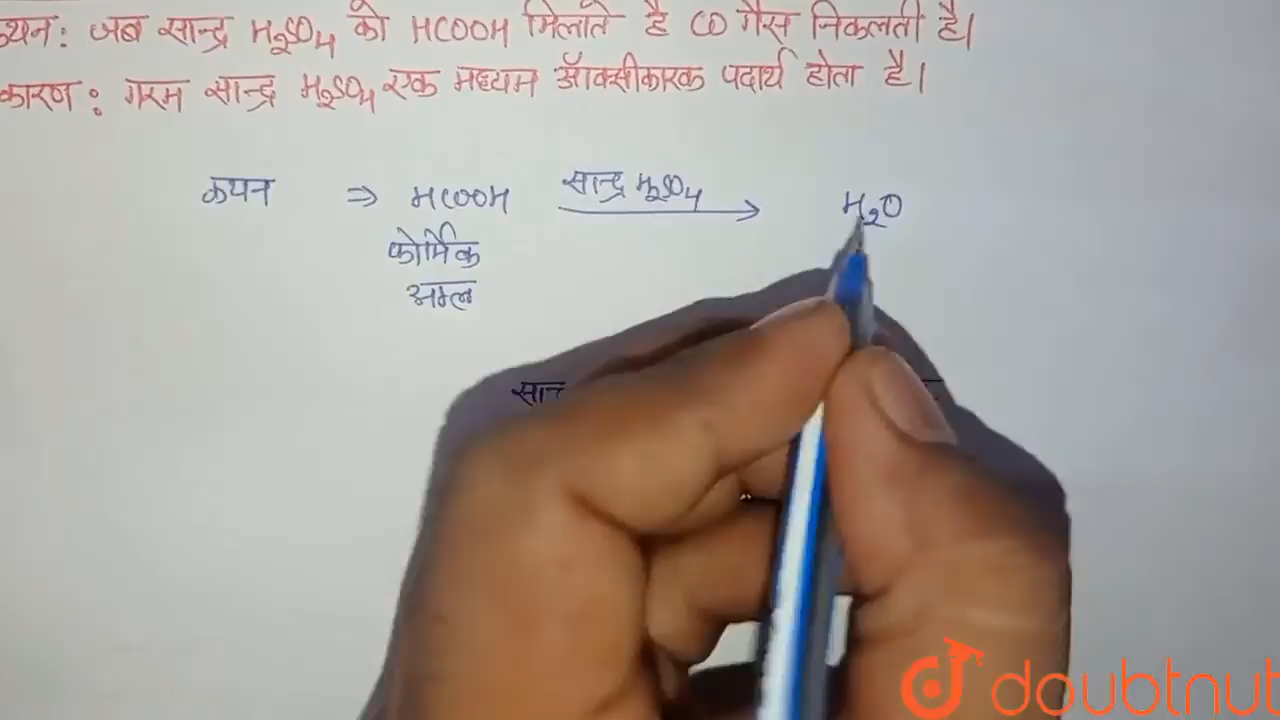 कथन: जब सान्द्र H2SO4 को HCOOH मिलाते है CO गैस निकलती है।
कारण: गरम सान्द्र H2SO4 एक मध्यम ऑक्सीकारक पदार्थ होता है।
कथन ⇒ HCOOH सान्द्र H2SO4 → H2O
फोर्मिक
अम्ल
doubtnut